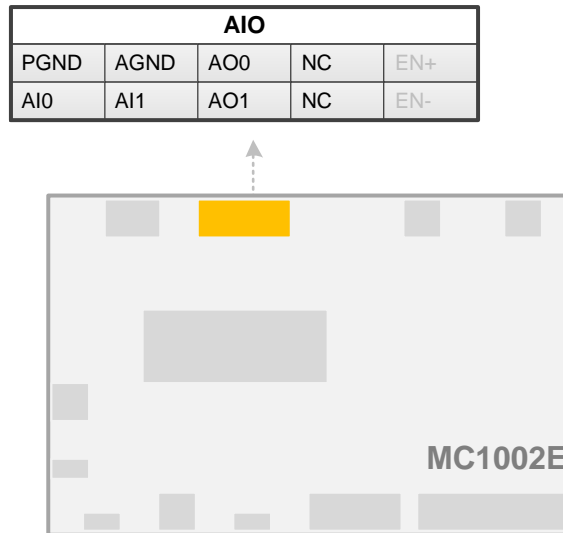 AIO
PGND AGND AO0 NC EN+
AI0 AI1 AO1 NC EN-
MC1002E